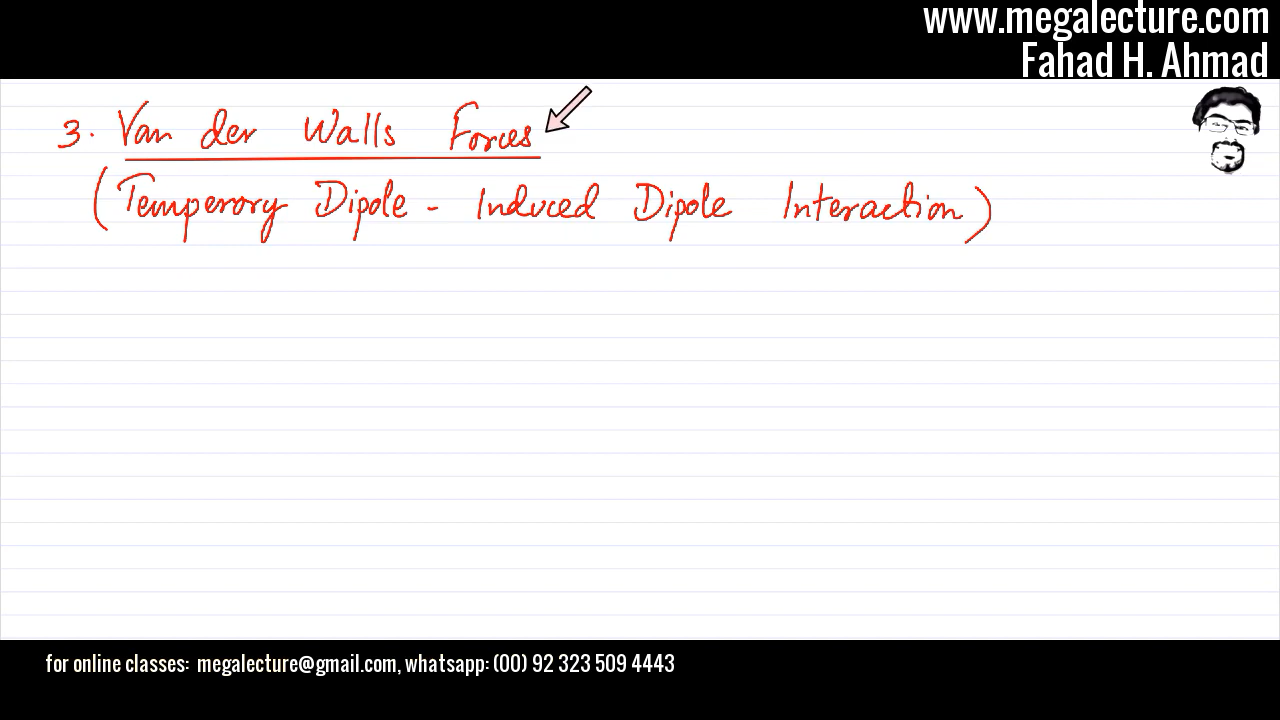 www.megalecture.com
Fahad H. Ahmad
3. Van der Walls Forces
(Temperory Dipole - Induced Dipole Interaction)
for online classes: megalecture@gmail.com, whatsapp: (00) 92 323 509 4443